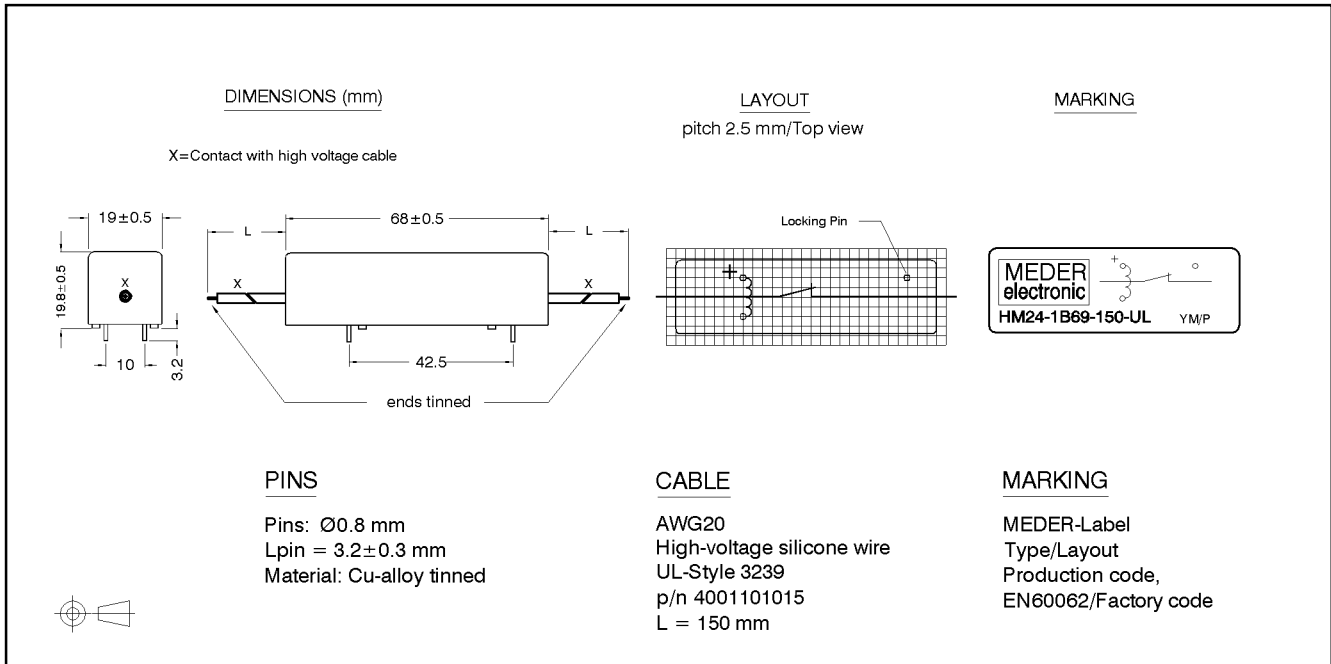 DIMENSIONS (mm)
LAYOUT
pitch 2.5 mm/Top view
MARKING
X=Contact with high voltage cable
19±0.5
L
68±0.5
L
Locking Pin
19.8±0.5
X
X
X
10
3.2
42.5
ends tinned
+
+
MEDER
electronic
HM24-1B69-150-UL
YM/P
PINS
Pins: Ø0.8 mm
Lpin = 3.2±0.3 mm
Material: Cu-alloy tinned
CABLE
AWG20
High-voltage silicone wire
UL-Style 3239
p/n 4001101015
L = 150 mm
MARKING
MEDER-Label
Type/Layout
Production code,
EN60062/Factory code